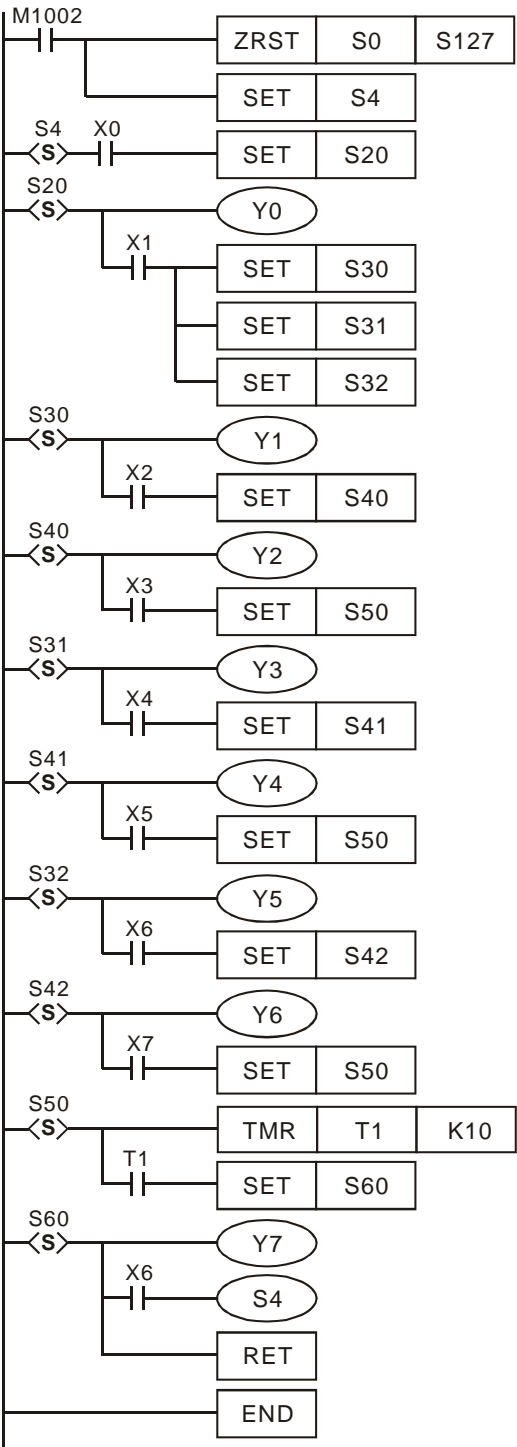 M1002
ZRST S0 S127
SET S4
S4 X0
S SET S20
S20
S Y0
X1
SET S30
SET S31
SET S32
S30
S Y1
X2
SET S40
S40
S Y2
X3
SET S50
S31
S Y3
X4
SET S41
S41
S Y4
X5
SET S50
S32
S Y5
X6
SET S42
S42
S Y6
X7
SET S50
S50
S TMR T1 K10
T1
SET S60
S60
S Y7
X6
S4
RET
END